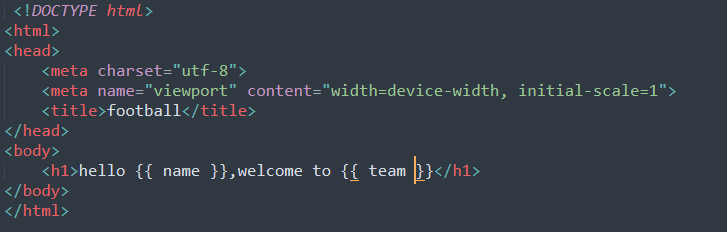 <!DOCTYPE html>
<html>
<head>
    <meta charset="utf-8">
    <meta name="viewport" content="width=device-width, initial-scale=1">
    <title>football</title>
</head>
<body>
    <h1>hello {{ name }},welcome to {{ team }}</h1>
</body>
</html>